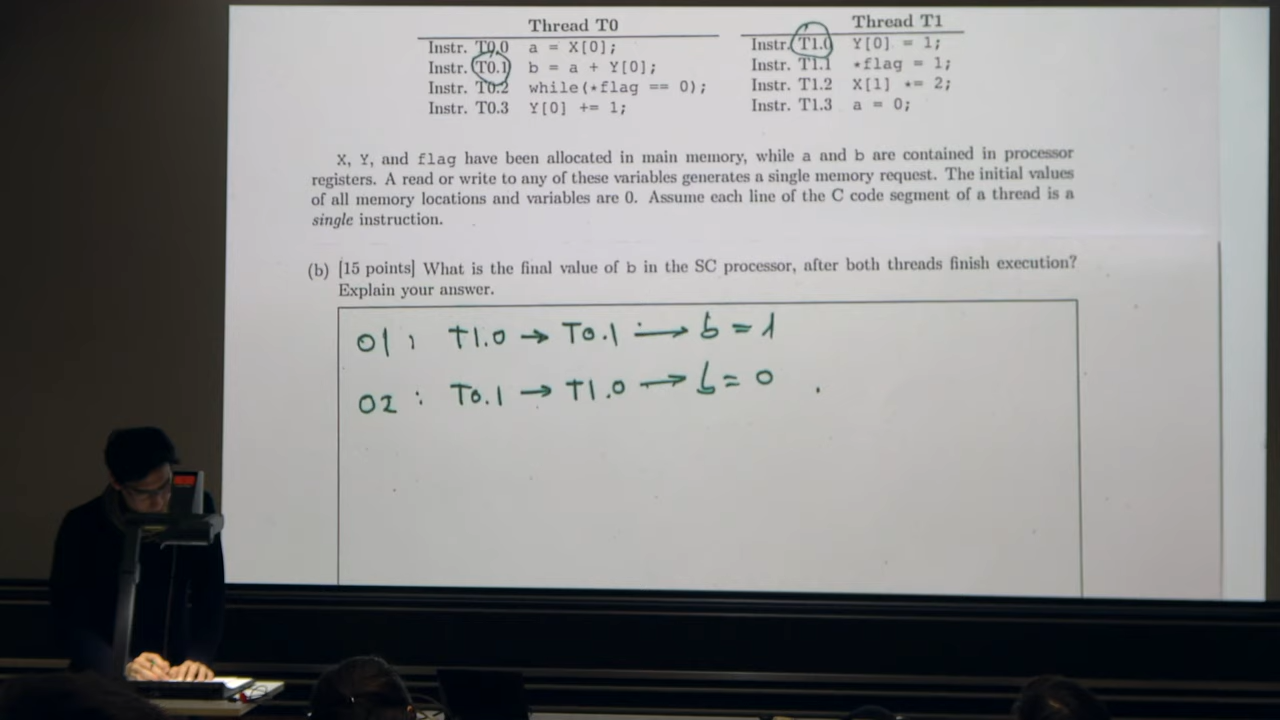 Thread T0
Instr. T0.0 a = X[0];
Instr. T0.1 b = a + Y[0];
Instr. T0.2 while(*flag == 0);
Instr. T0.3 Y[0] += 1;
Thread T1
Instr. T1.0 Y[0] = 1;
Instr. T1.1 *flag = 1;
Instr. T1.2 X[1] *= 2;
Instr. T1.3 a = 0;
X, Y, and flag have been allocated in main memory, while a and b are contained in processor
registers. A read or write to any of these variables generates a single memory request. The initial values
of all memory locations and variables are 0. Assume each line of the C code segment of a thread is a
single instruction.
(b) [15 points] What is the final value of b in the SC processor, after both threads finish execution?
Explain your answer.
01: T1.0 → T0.1 → b = 1
02: T0.1 → T1.0 → b = 0